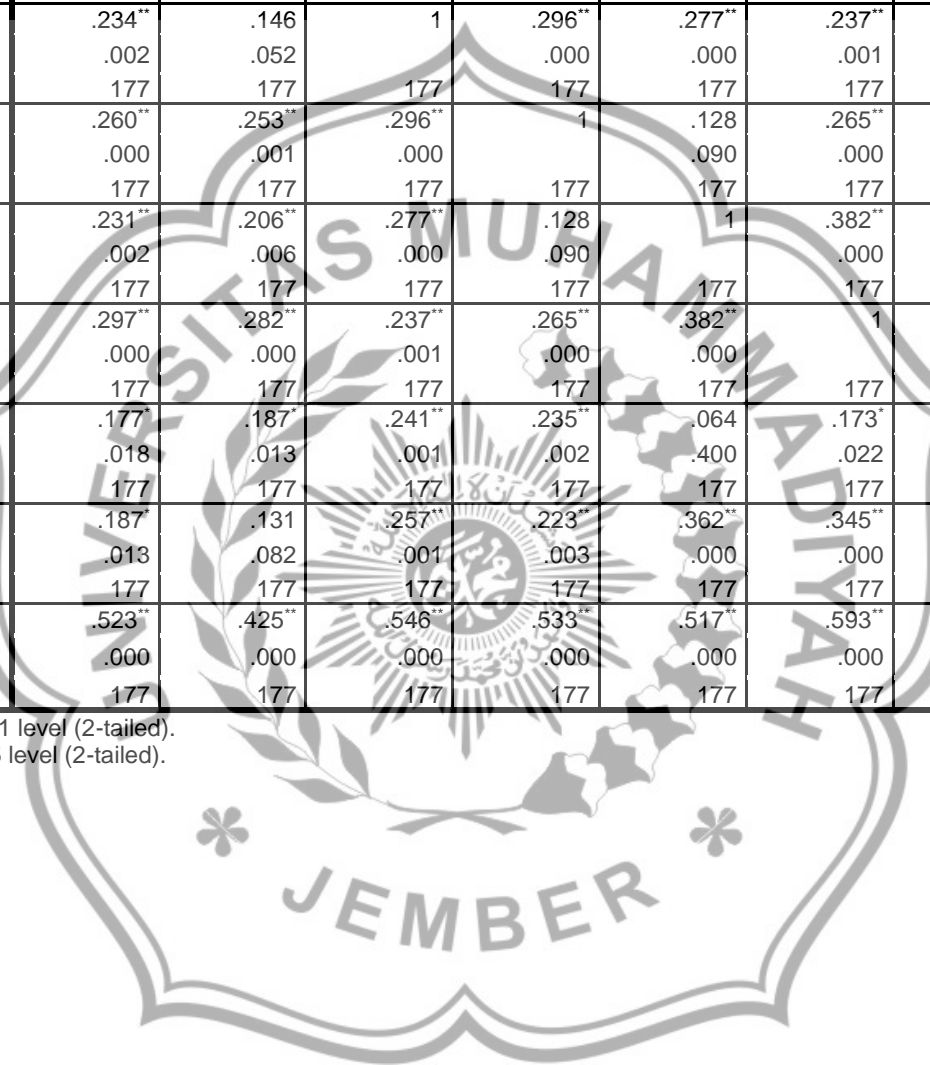 .234** .146 1 .296** .277** .237**
.002 .052 .000 .000 .001
177 177 177 177 177 177
.260** .253** .296** 1 .128 .265**
.000 .001 .000 .090 .000
177 177 177 177 177 177
.231** .206** .277** .128 1 .382**
.002 .006 .000 .090 .000
177 177 177 177 177 177
.297** .282** .237** .265** .382** 1
.000 .000 .001 .000 .000
177 177 177 177 177 177
.177* .187* .241** .235** .064 .173*
.018 .013 .001 .002 .400 .022
177 177 177 177 177 177
.187* .131 .257** .223** .362** .345**
.013 .082 .001 .003 .000 .000
177 177 177 177 177 177
.523** .425** .546** .533** .517** .593**
.000 .000 .000 .000 .000 .000
177 177 177 177 177 177
1 level (2-tailed).
level (2-tailed).
UNIVERSITAS MUHAMMADIYAH
JEMBER